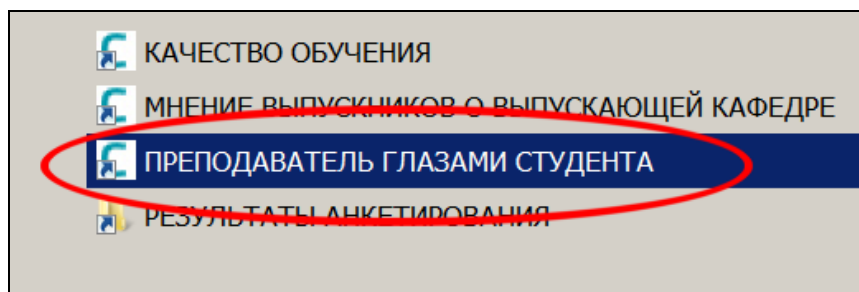 КАЧЕСТВО ОБУЧЕНИЯ
МНЕНИЕ ВЫПУСКНИКОВ О ВЫПУСКАЮЩЕЙ КАФЕДРЕ
ПРЕПОДАВАТЕЛЬ ГЛАЗАМИ СТУДЕНТА
РЕЗУЛЬТАТЫ АНКЕТИРОВАНИЯ